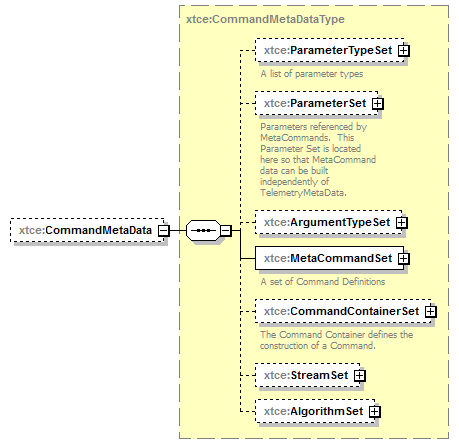 xtce:CommandMetaDataType
xtce:ParameterTypeSet
A list of parameter types
xtce:ParameterSet
Parameters referenced by
MetaCommands. This
Parameter Set is located
here so that MetaCommand
data can be built
independently of
TelemetryMetaData.
xtce:CommandMetaData
xtce:ArgumentTypeSet
xtce:MetaCommandSet
A set of Command Definitions
xtce:CommandContainerSet
The Command Container defines the
construction of a Command.
xtce:StreamSet
xtce:AlgorithmSet